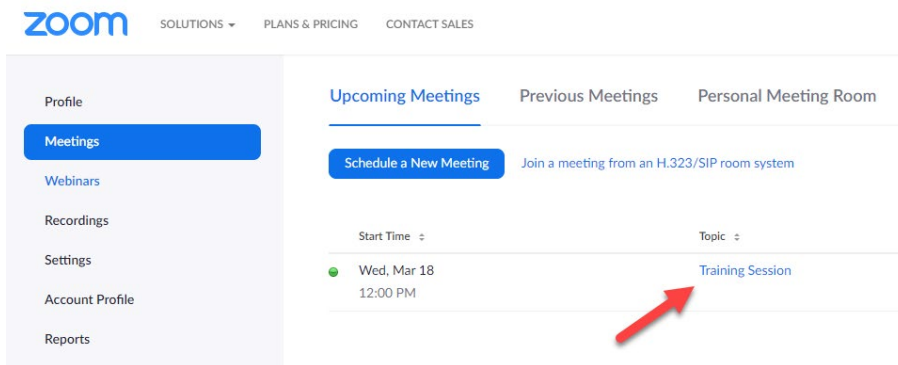 zoom SOLUTIONS PLANS & PRICING CONTACT SALES
Profile
Meetings
Webinars
Recordings
Settings
Account Profile
Reports
Upcoming Meetings Previous Meetings Personal Meeting Room
Schedule a New Meeting Join a meeting from an H.323/SIP room system
Start Time Topic
Wed, Mar 18 Training Session
12:00 PM